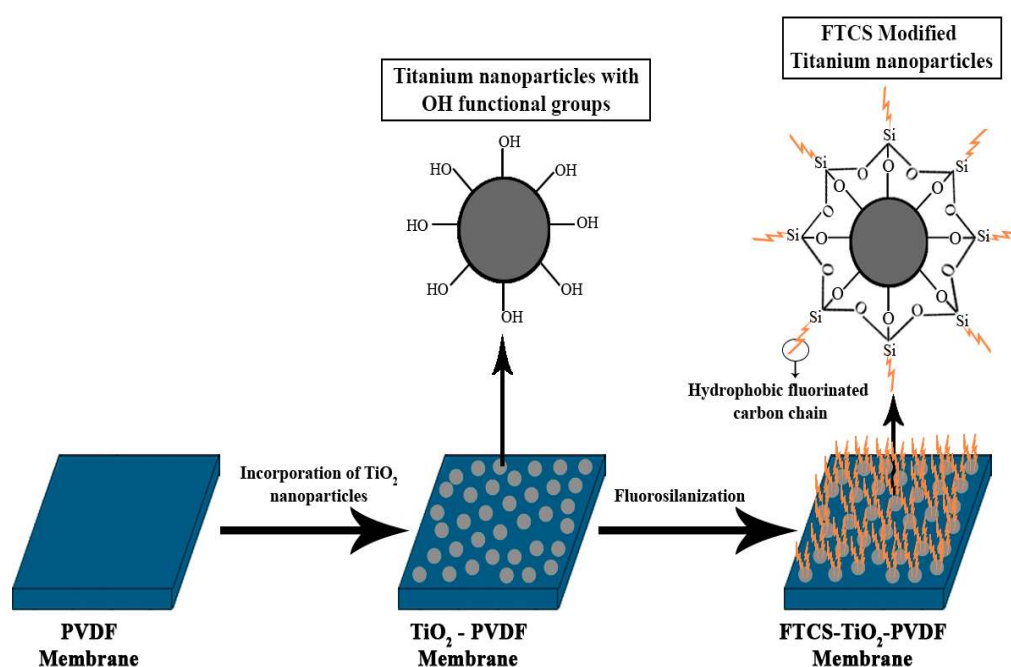 Titanium nanoparticles with
OH functional groups
FTCS Modified
Titanium nanoparticles
OH
HO
OH
HO
OH
HO
OH
OH
Si
Si
Si
O
O
O
O
O
O
O
O
Si
O
O
Si
O
O
O
O
O
O
Si
O
Si
Si
Hydrophobic fluorinated
carbon chain
Incorporation of TiO₂
nanoparticles
Fluorosilanization
PVDF
Membrane
TiO₂ - PVDF
Membrane
FTCS-TiO₂-PVDF
Membrane